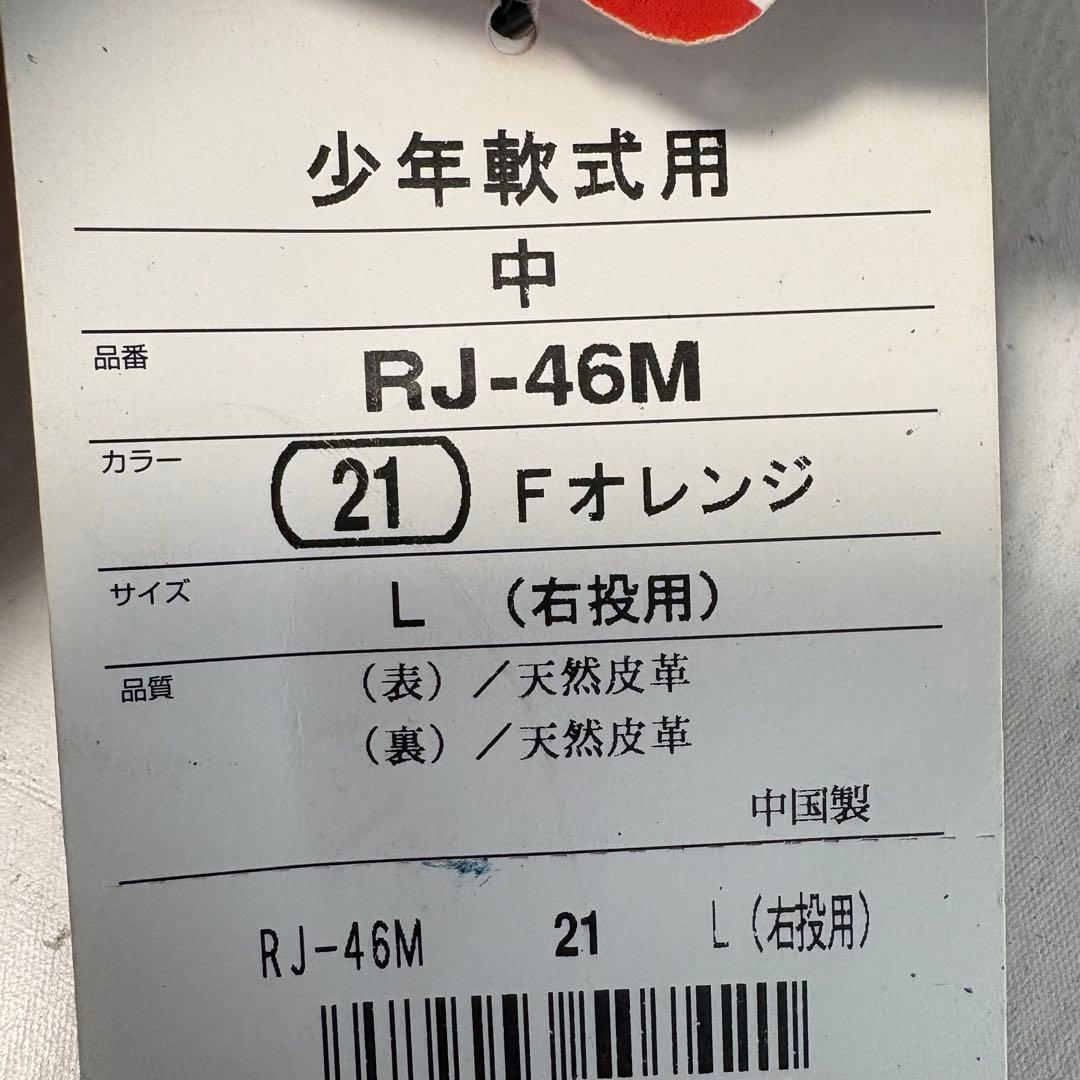 少年軟式用
中
品番 RJ-46M
カラー 21 Fオレンジ
サイズ L （右投用）
品質 （表）／天然皮革
（裏）／天然皮革
中国製
RJ-46M 21 L（右投用）